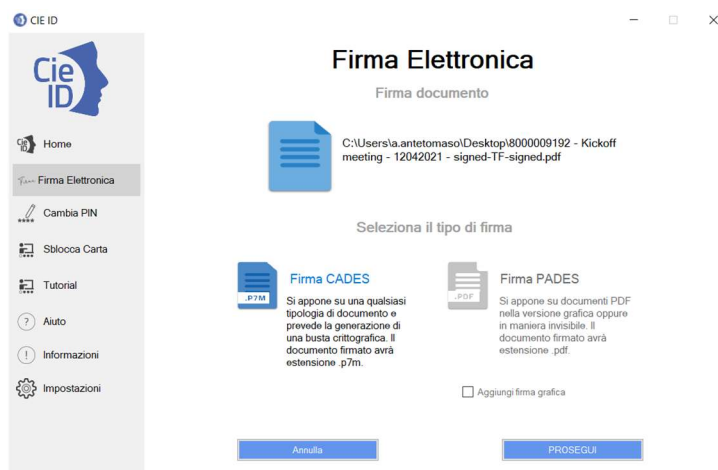 CIE ID
Cie
ID
Firma Elettronica
Firma documento
C:\Users\a.antetomaso\Desktop\8000009192 - Kickoff
meeting - 12042021 - signed-TF-signed.pdf
Home
Firma Elettronica
Cambia PIN
Sblocca Carta
Tutorial
Aiuto
Informazioni
Impostazioni
Seleziona il tipo di firma
.P7M
Firma CADES
Si appone su una qualsiasi
tipologia di documento e
prevede la generazione di
una busta crittografica. Il
documento firmato avrà
estensione .p7m.
.PDF
Firma PADES
Si appone su documenti PDF
nella versione grafica oppure
in maniera invisibile. Il
documento firmato avrà
estensione .pdf.
Aggiungi firma grafica
Annulla
PROSEGUI